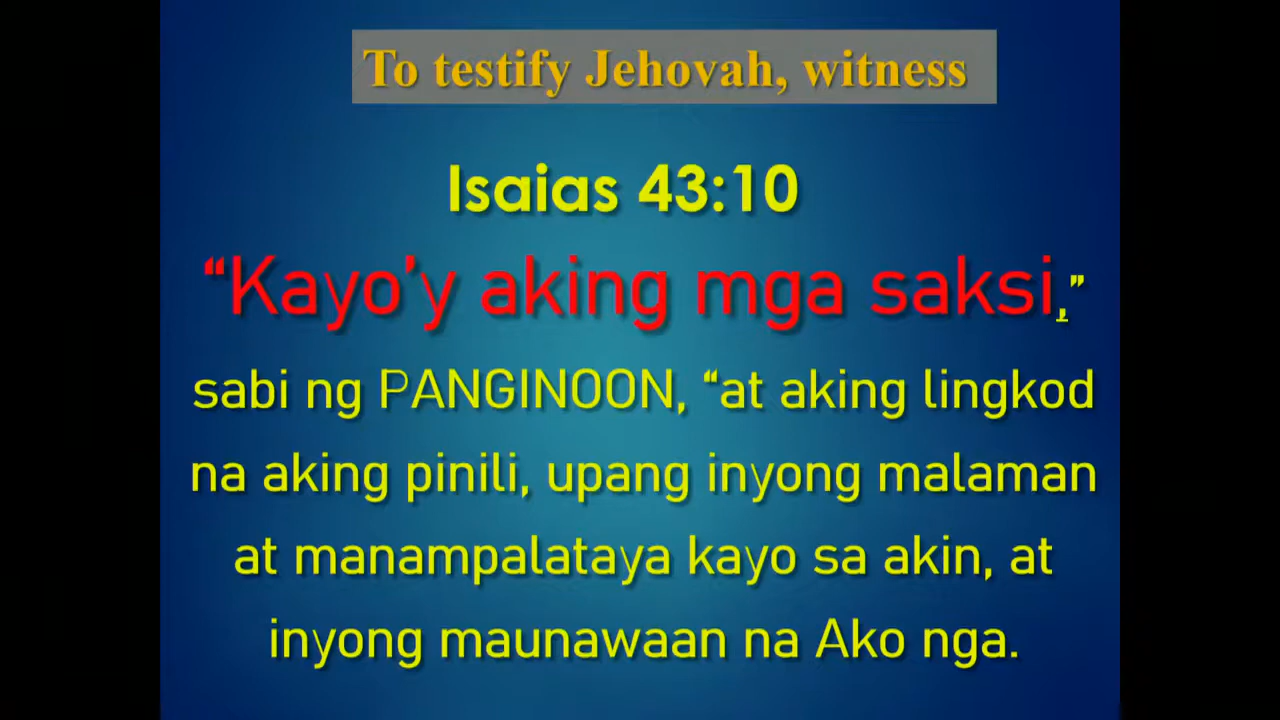 To testify Jehovah, witness
Isaias 43:10
“Kayo’y aking mga saksi,”
sabi ng PANGINOON, “at aking lingkod
na aking pinili, upang inyong malaman
at manampalataya kayo sa akin, at
inyong maunawaan na Ako nga.